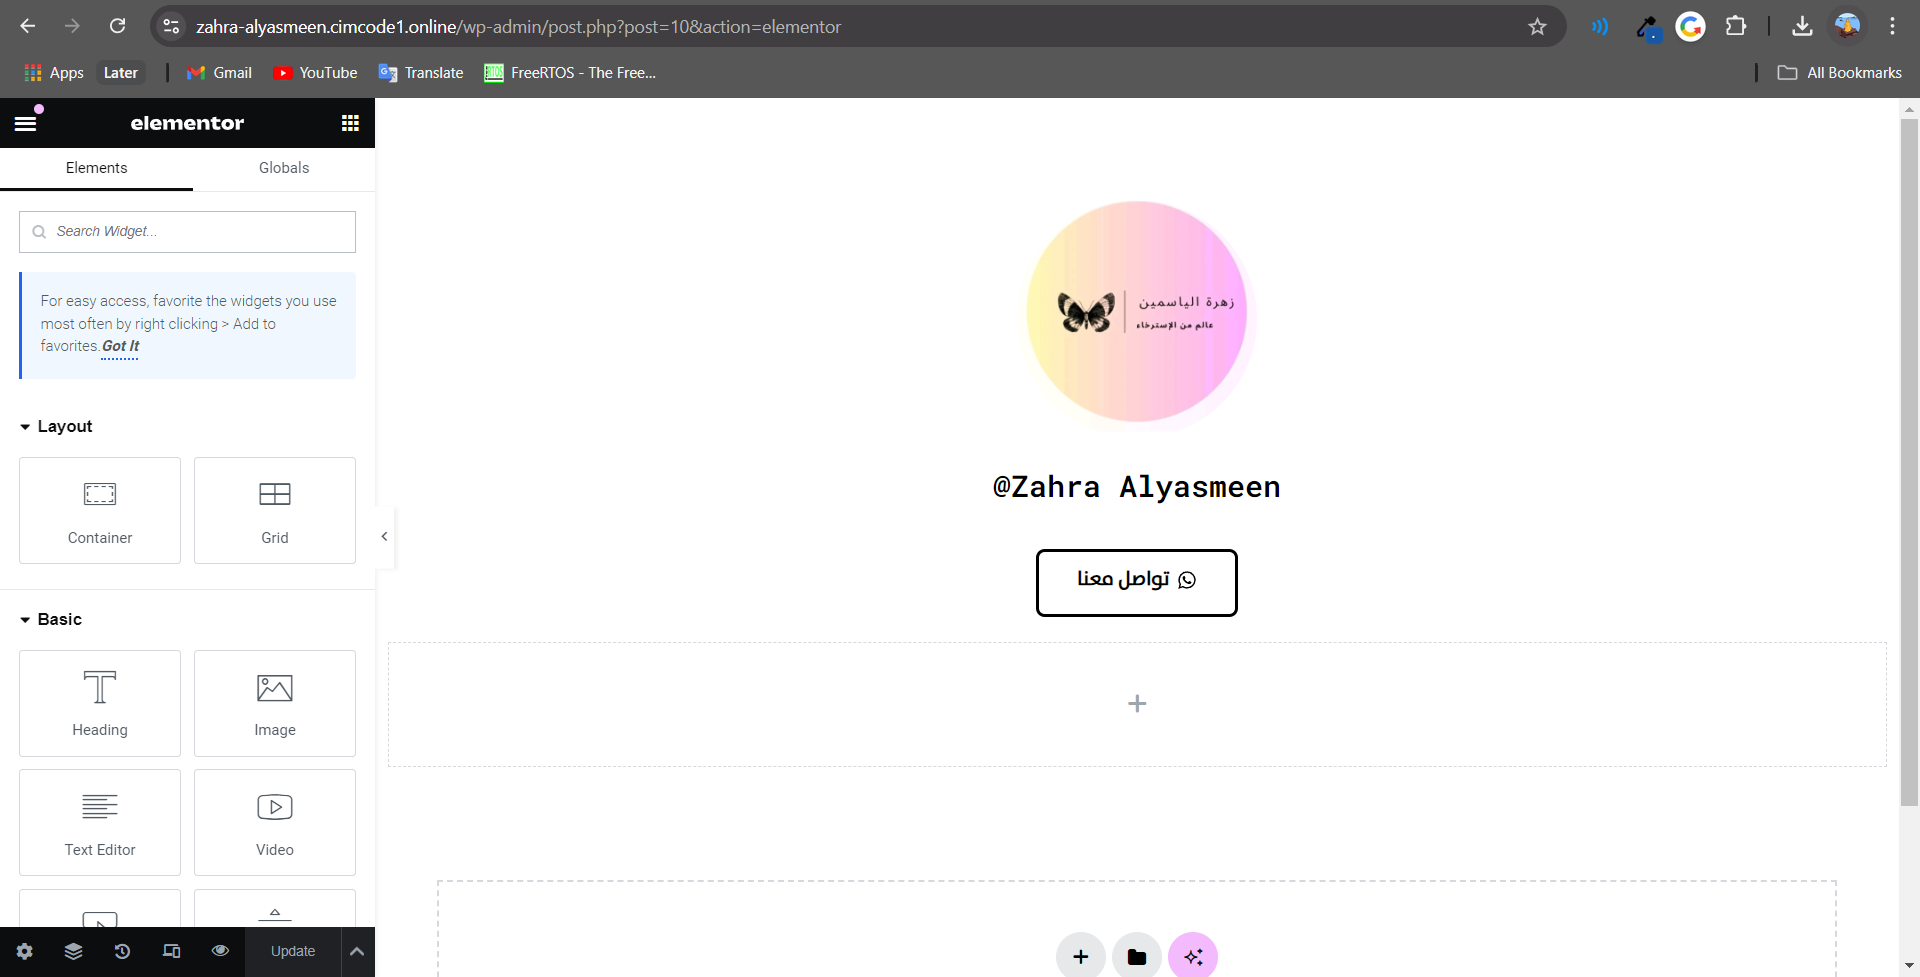 zahra-alyasmeen.cimcode1.online/wp-admin/post.php?post=10&action=elementor
Apps
Later
Gmail
YouTube
Translate
FreeRTOS - The Free...
All Bookmarks
elementor
Elements
Globals
Search Widget...
For easy access, favorite the widgets you use
most often by right clicking > Add to
favorites.Got It
Layout
Container
Grid
Basic
Heading
Image
Text Editor
Video
Update
زهرة الياسمين
عالم من الإسترخاء
@Zahra Alyasmeen
تواصل معنا